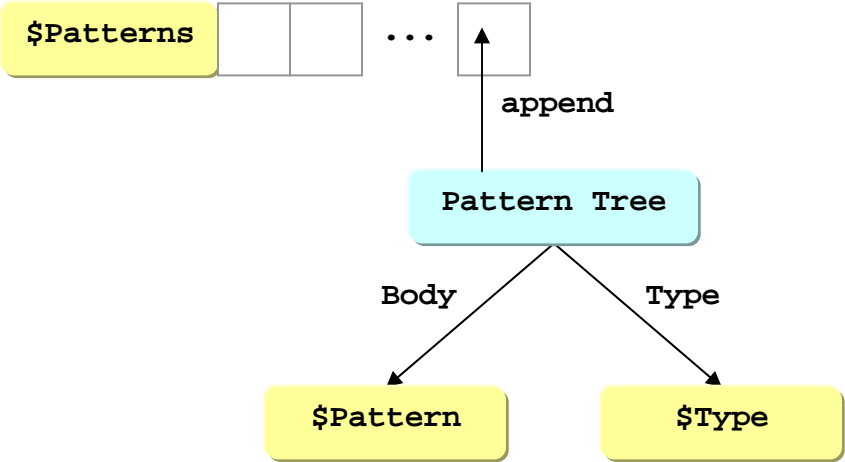 $Patterns ...
append
Pattern Tree
Body Type
$Pattern $Type